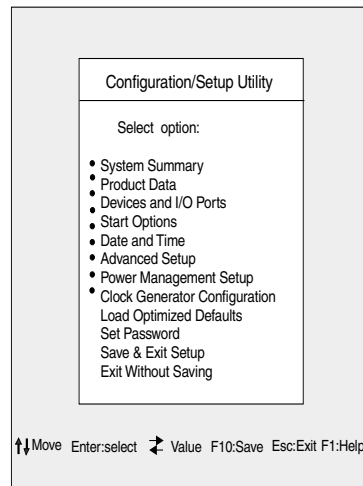 Configuration/Setup Utility
Select option:
• System Summary
• Product Data
• Devices and I/O Ports
• Start Options
• Date and Time
• Advanced Setup
• Power Management Setup
• Clock Generator Configuration
Load Optimized Defaults
Set Password
Save & Exit Setup
Exit Without Saving
↑↓Move Enter:select ⇄ Value F10:Save Esc:Exit F1:Help